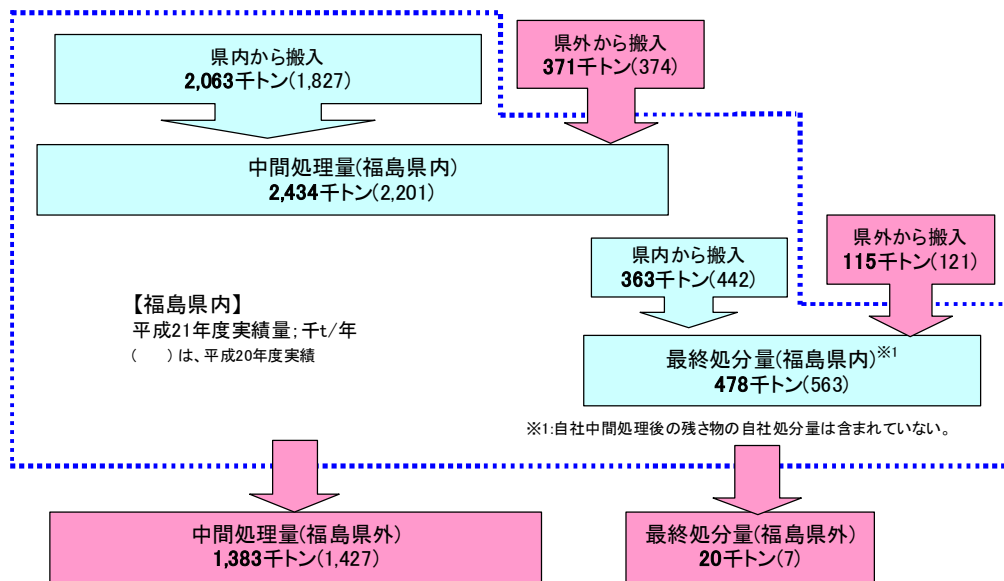 県内から搬入
2,063千トン(1,827)
県外から搬入
371千トン(374)
中間処理量(福島県内)
2,434千トン(2,201)
県内から搬入
363千トン(442)
県外から搬入
115千トン(121)
【福島県内】
平成21年度実績量;千t/年
(　　)は、平成20年度実績
最終処分量(福島県内)※1
478千トン(563)
※1:自社中間処理後の残さ物の自社処分量は含まれていない。
中間処理量(福島県外)
1,383千トン(1,427)
最終処分量(福島県外)
20千トン(7)